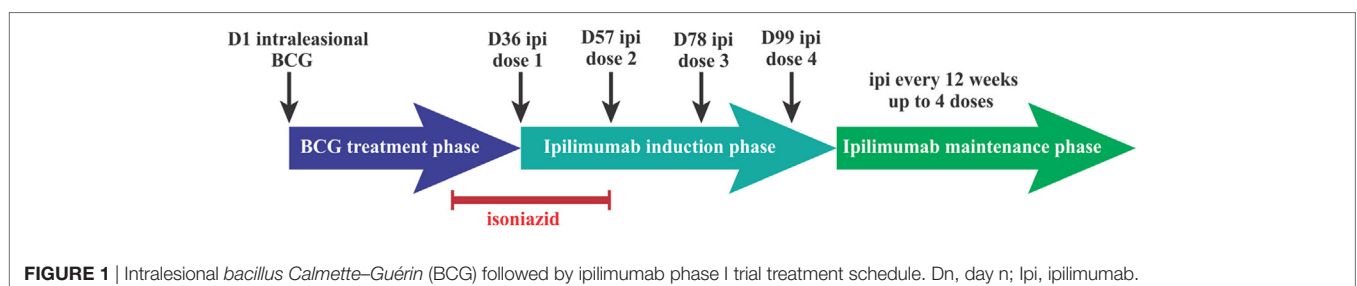 D1 intraleasional
BCG
D36 ipi
dose 1
D57 ipi
dose 2
D78 ipi
dose 3
D99 ipi
dose 4
ipi every 12 weeks
up to 4 doses
BCG treatment phase
Ipilimumab induction phase
Ipilimumab maintenance phase
isoniazid
FIGURE 1 | Intralesional bacillus Calmette–Guérin (BCG) followed by ipilimumab phase I trial treatment schedule. Dn, day n; Ipi, ipilimumab.